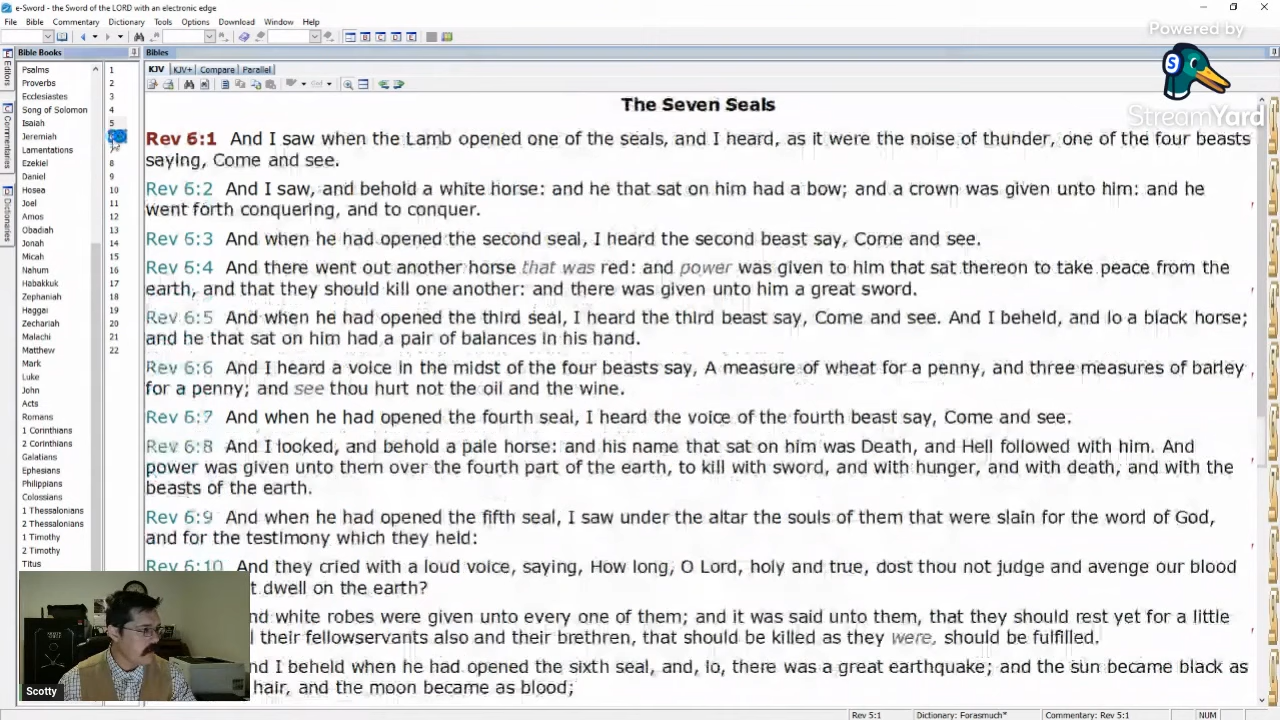 e-Sword - the Sword of the LORD with an electronic edge
File Bible Commentary Dictionary Tools Options Download Window Help
Powered by
StreamYard
Bible Books
Bibles
B C D E
KJV KJV+ Compare Parallel
Editors
Commentaries
Dictionaries
Psalms 1
Proverbs 2
Ecclesiastes 3
Song of Solomon 4
Isaiah 5
Jeremiah
Lamentations
Ezekiel 8
Daniel 9
Hosea 10
Joel 11
Amos 12
Obadiah 13
Jonah 14
Micah 15
Nahum 16
Habakkuk 17
Zephaniah 18
Haggai 19
Zechariah 20
Malachi 21
Matthew 22
Mark
Luke
John
Acts
Romans
1 Corinthians
2 Corinthians
Galatians
Ephesians
Philippians
Colossians
1 Thessalonians
2 Thessalonians
1 Timothy
2 Timothy
Titus
The Seven Seals
Rev 6:1 And I saw when the Lamb opened one of the seals, and I heard, as it were the noise of thunder, one of the four beasts
saying, Come and see.
Rev 6:2 And I saw, and behold a white horse: and he that sat on him had a bow; and a crown was given unto him: and he
went forth conquering, and to conquer.
Rev 6:3 And when he had opened the second seal, I heard the second beast say, Come and see.
Rev 6:4 And there went out another horse that was red: and power was given to him that sat thereon to take peace from the
earth, and that they should kill one another: and there was given unto him a great sword.
Rev 6:5 And when he had opened the third seal, I heard the third beast say, Come and see. And I beheld, and lo a black horse;
and he that sat on him had a pair of balances in his hand.
Rev 6:6 And I heard a voice in the midst of the four beasts say, A measure of wheat for a penny, and three measures of barley
for a penny; and see thou hurt not the oil and the wine.
Rev 6:7 And when he had opened the fourth seal, I heard the voice of the fourth beast say, Come and see.
Rev 6:8 And I looked, and behold a pale horse: and his name that sat on him was Death, and Hell followed with him. And
power was given unto them over the fourth part of the earth, to kill with sword, and with hunger, and with death, and with the
beasts of the earth.
Rev 6:9 And when he had opened the fifth seal, I saw under the altar the souls of them that were slain for the word of God,
and for the testimony which they held:
Rev 6:10 And they cried with a loud voice, saying, How long, O Lord, holy and true, dost thou not judge and avenge our blood
t dwell on the earth?
nd white robes were given unto every one of them; and it was said unto them, that they should rest yet for a little
l their fellowservants also and their brethren, that should be killed as they were, should be fulfilled.
nd I beheld when he had opened the sixth seal, and, lo, there was a great earthquake; and the sun became black as
hair, and the moon became as blood;
Scotty
Rev 5:1 Dictionary: Forasmuch* Commentary: Rev 5:1 NUM